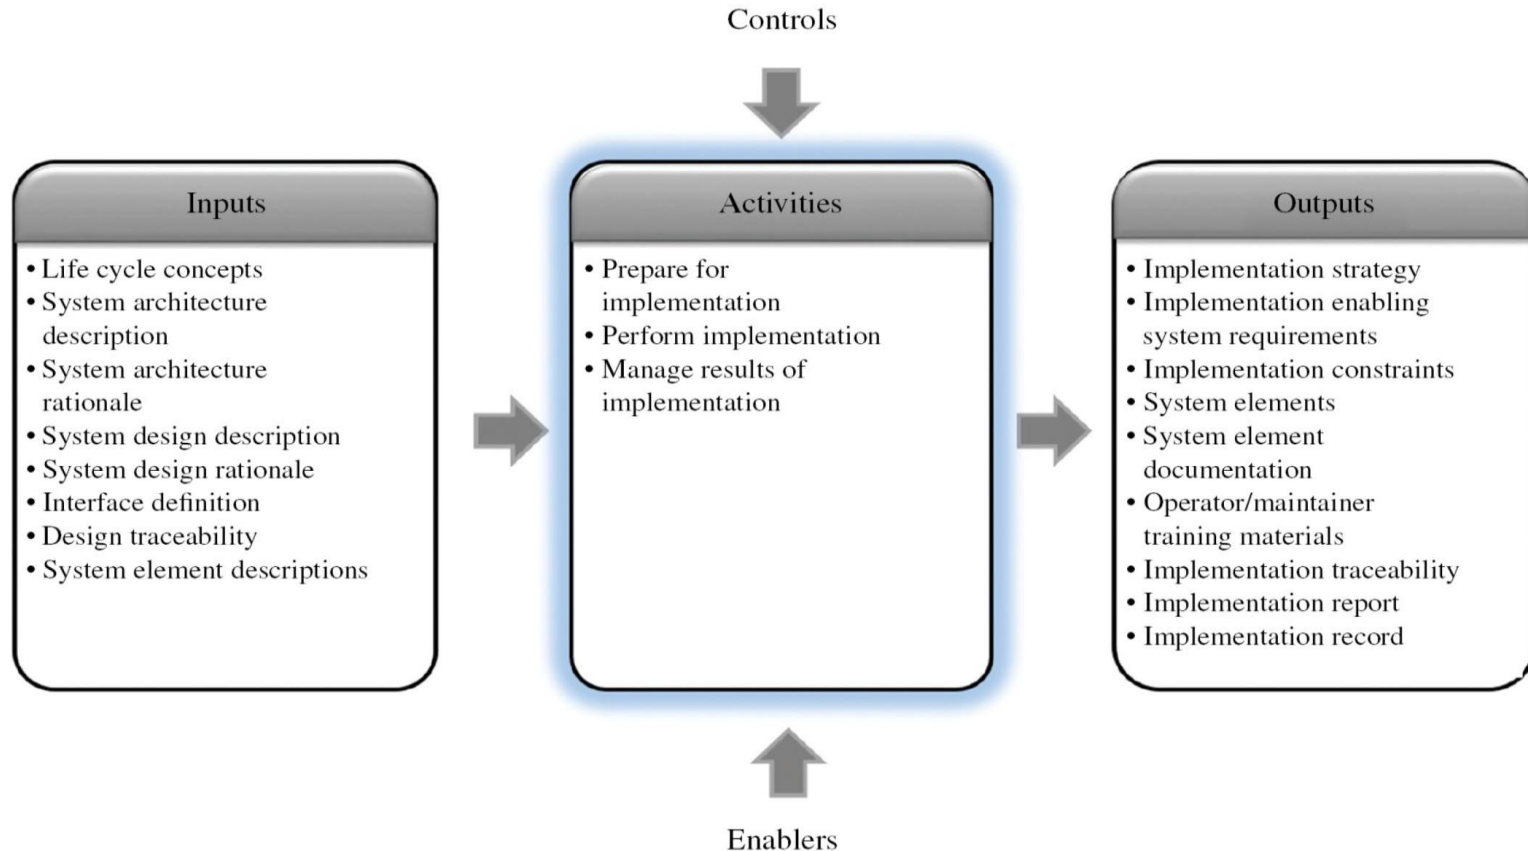 Controls
Inputs
• Life cycle concepts
• System architecture
description
• System architecture
rationale
• System design description
• System design rationale
• Interface definition
• Design traceability
• System element descriptions
Activities
• Prepare for
implementation
• Perform implementation
• Manage results of
implementation
Outputs
• Implementation strategy
• Implementation enabling
system requirements
• Implementation constraints
• System elements
• System element
documentation
• Operator/maintainer
training materials
• Implementation traceability
• Implementation report
• Implementation record
Enablers